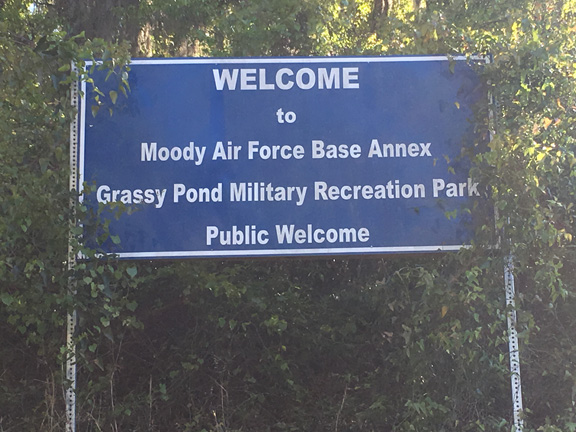 WELCOME
to
Moody Air Force Base Annex
Grassy Pond Military Recreation Park
Public Welcome